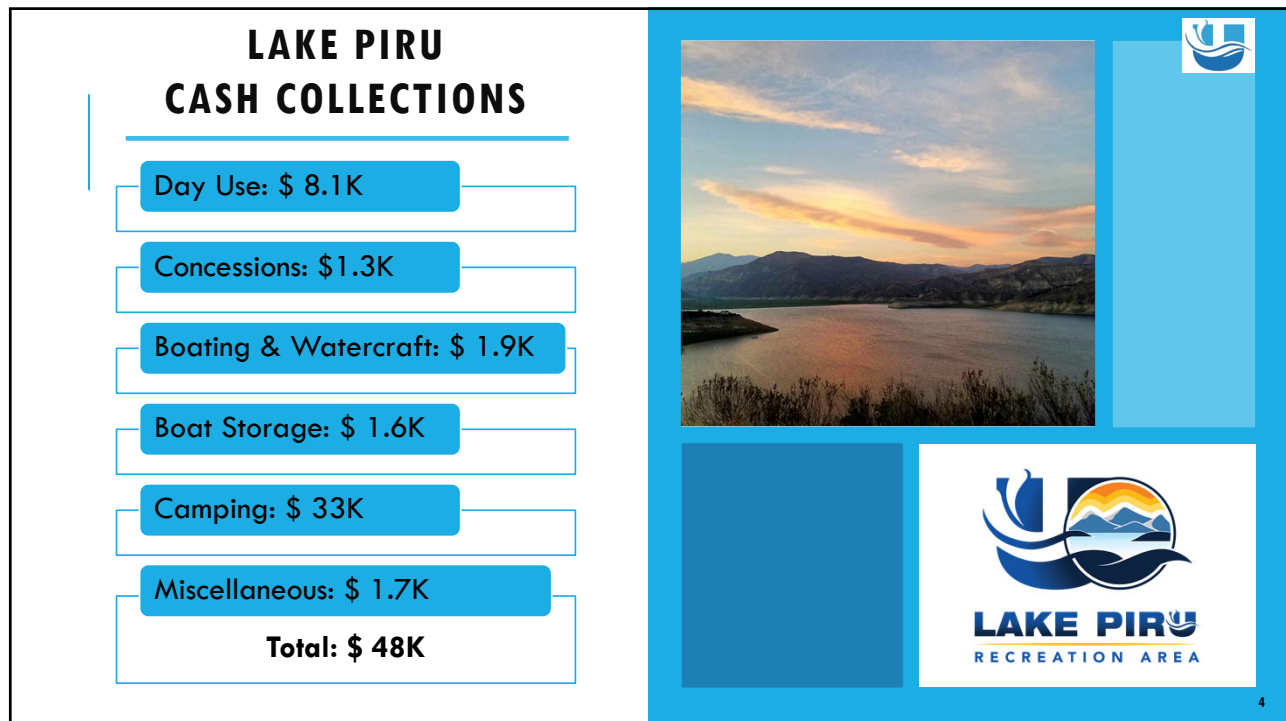 LAKE PIRU
CASH COLLECTIONS
Day Use: $ 8.1K
Concessions: $1.3K
Boating & Watercraft: $ 1.9K
Boat Storage: $ 1.6K
Camping: $ 33K
Miscellaneous: $ 1.7K
Total: $ 48K
LAKE PIRU
RECREATION AREA
4